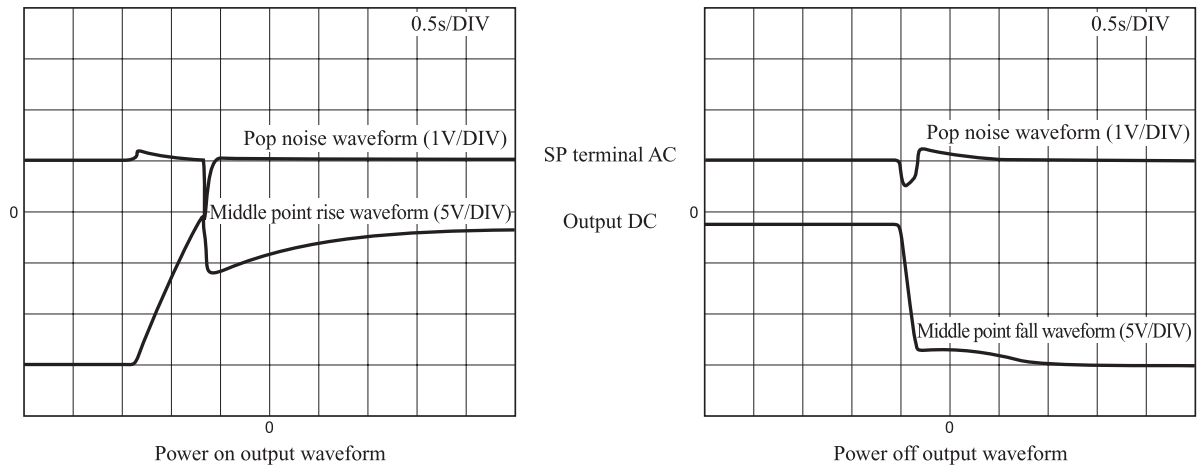 0.5s/DIV
Pop noise waveform (1V/DIV)
0
Middle point rise waveform (5V/DIV)
0
Power on output waveform
SP terminal AC
Output DC
0.5s/DIV
Pop noise waveform (1V/DIV)
0
Middle point fall waveform (5V/DIV)
0
Power off output waveform